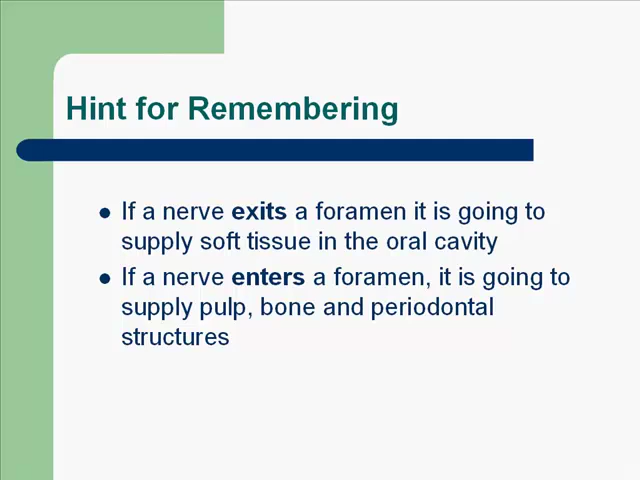 Hint for Remembering
● If a nerve exits a foramen it is going to
supply soft tissue in the oral cavity
● If a nerve enters a foramen, it is going to
supply pulp, bone and periodontal
structures